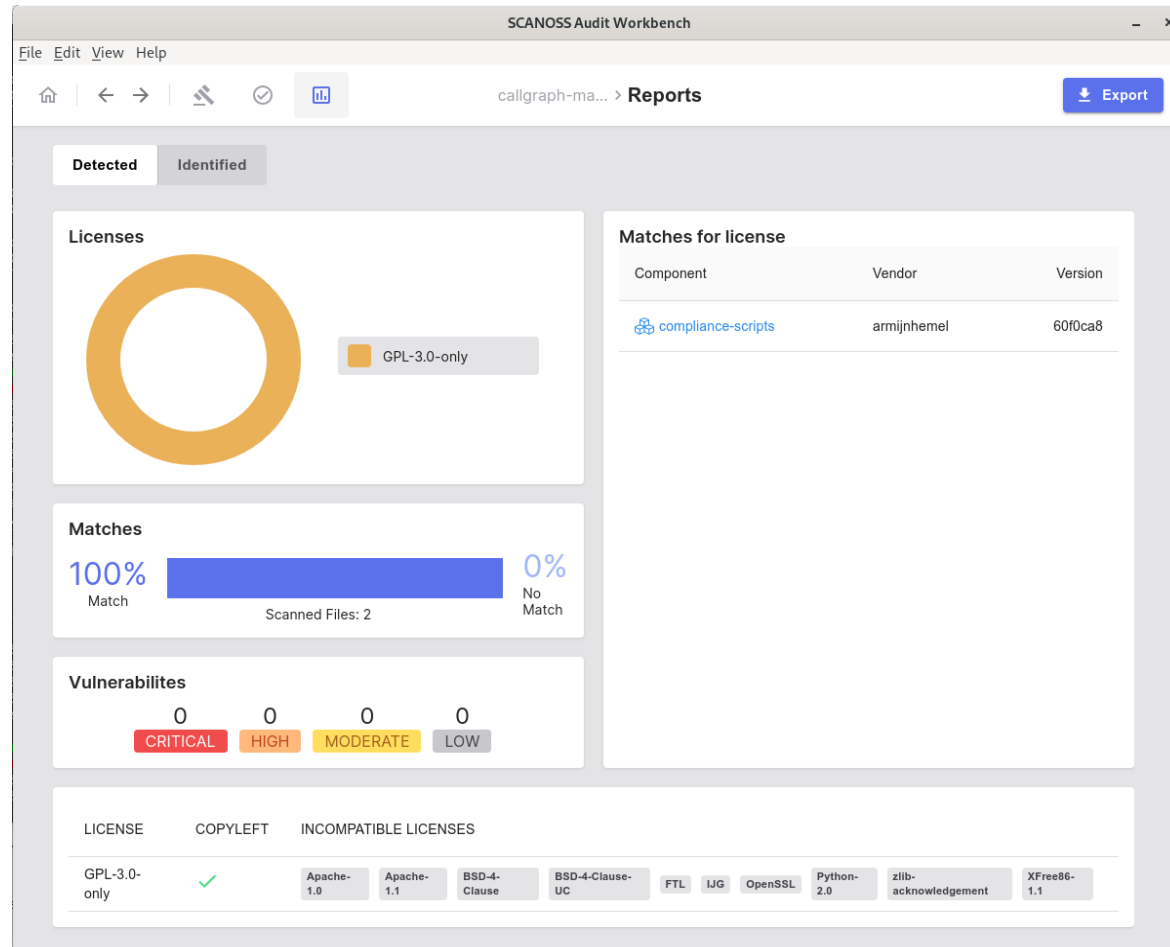 SCANOSS Audit Workbench
File Edit View Help
callgraph-ma... > Reports
Export
Detected Identified
Licenses
GPL-3.0-only
Matches for license
Component Vendor Version
compliance-scripts armijnhemel 60f0ca8
Matches
100%
Match
Scanned Files: 2
0%
No
Match
Vulnerabilites
0 0 0 0
CRITICAL HIGH MODERATE LOW
LICENSE COPYLEFT INCOMPATIBLE LICENSES
GPL-3.0-
only
Apache-
1.0
Apache-
1.1
BSD-4-
Clause
BSD-4-Clause-
UC
FTL
IJG
OpenSSL
Python-
2.0
zlib-
acknowledgement
XFree86-
1.1